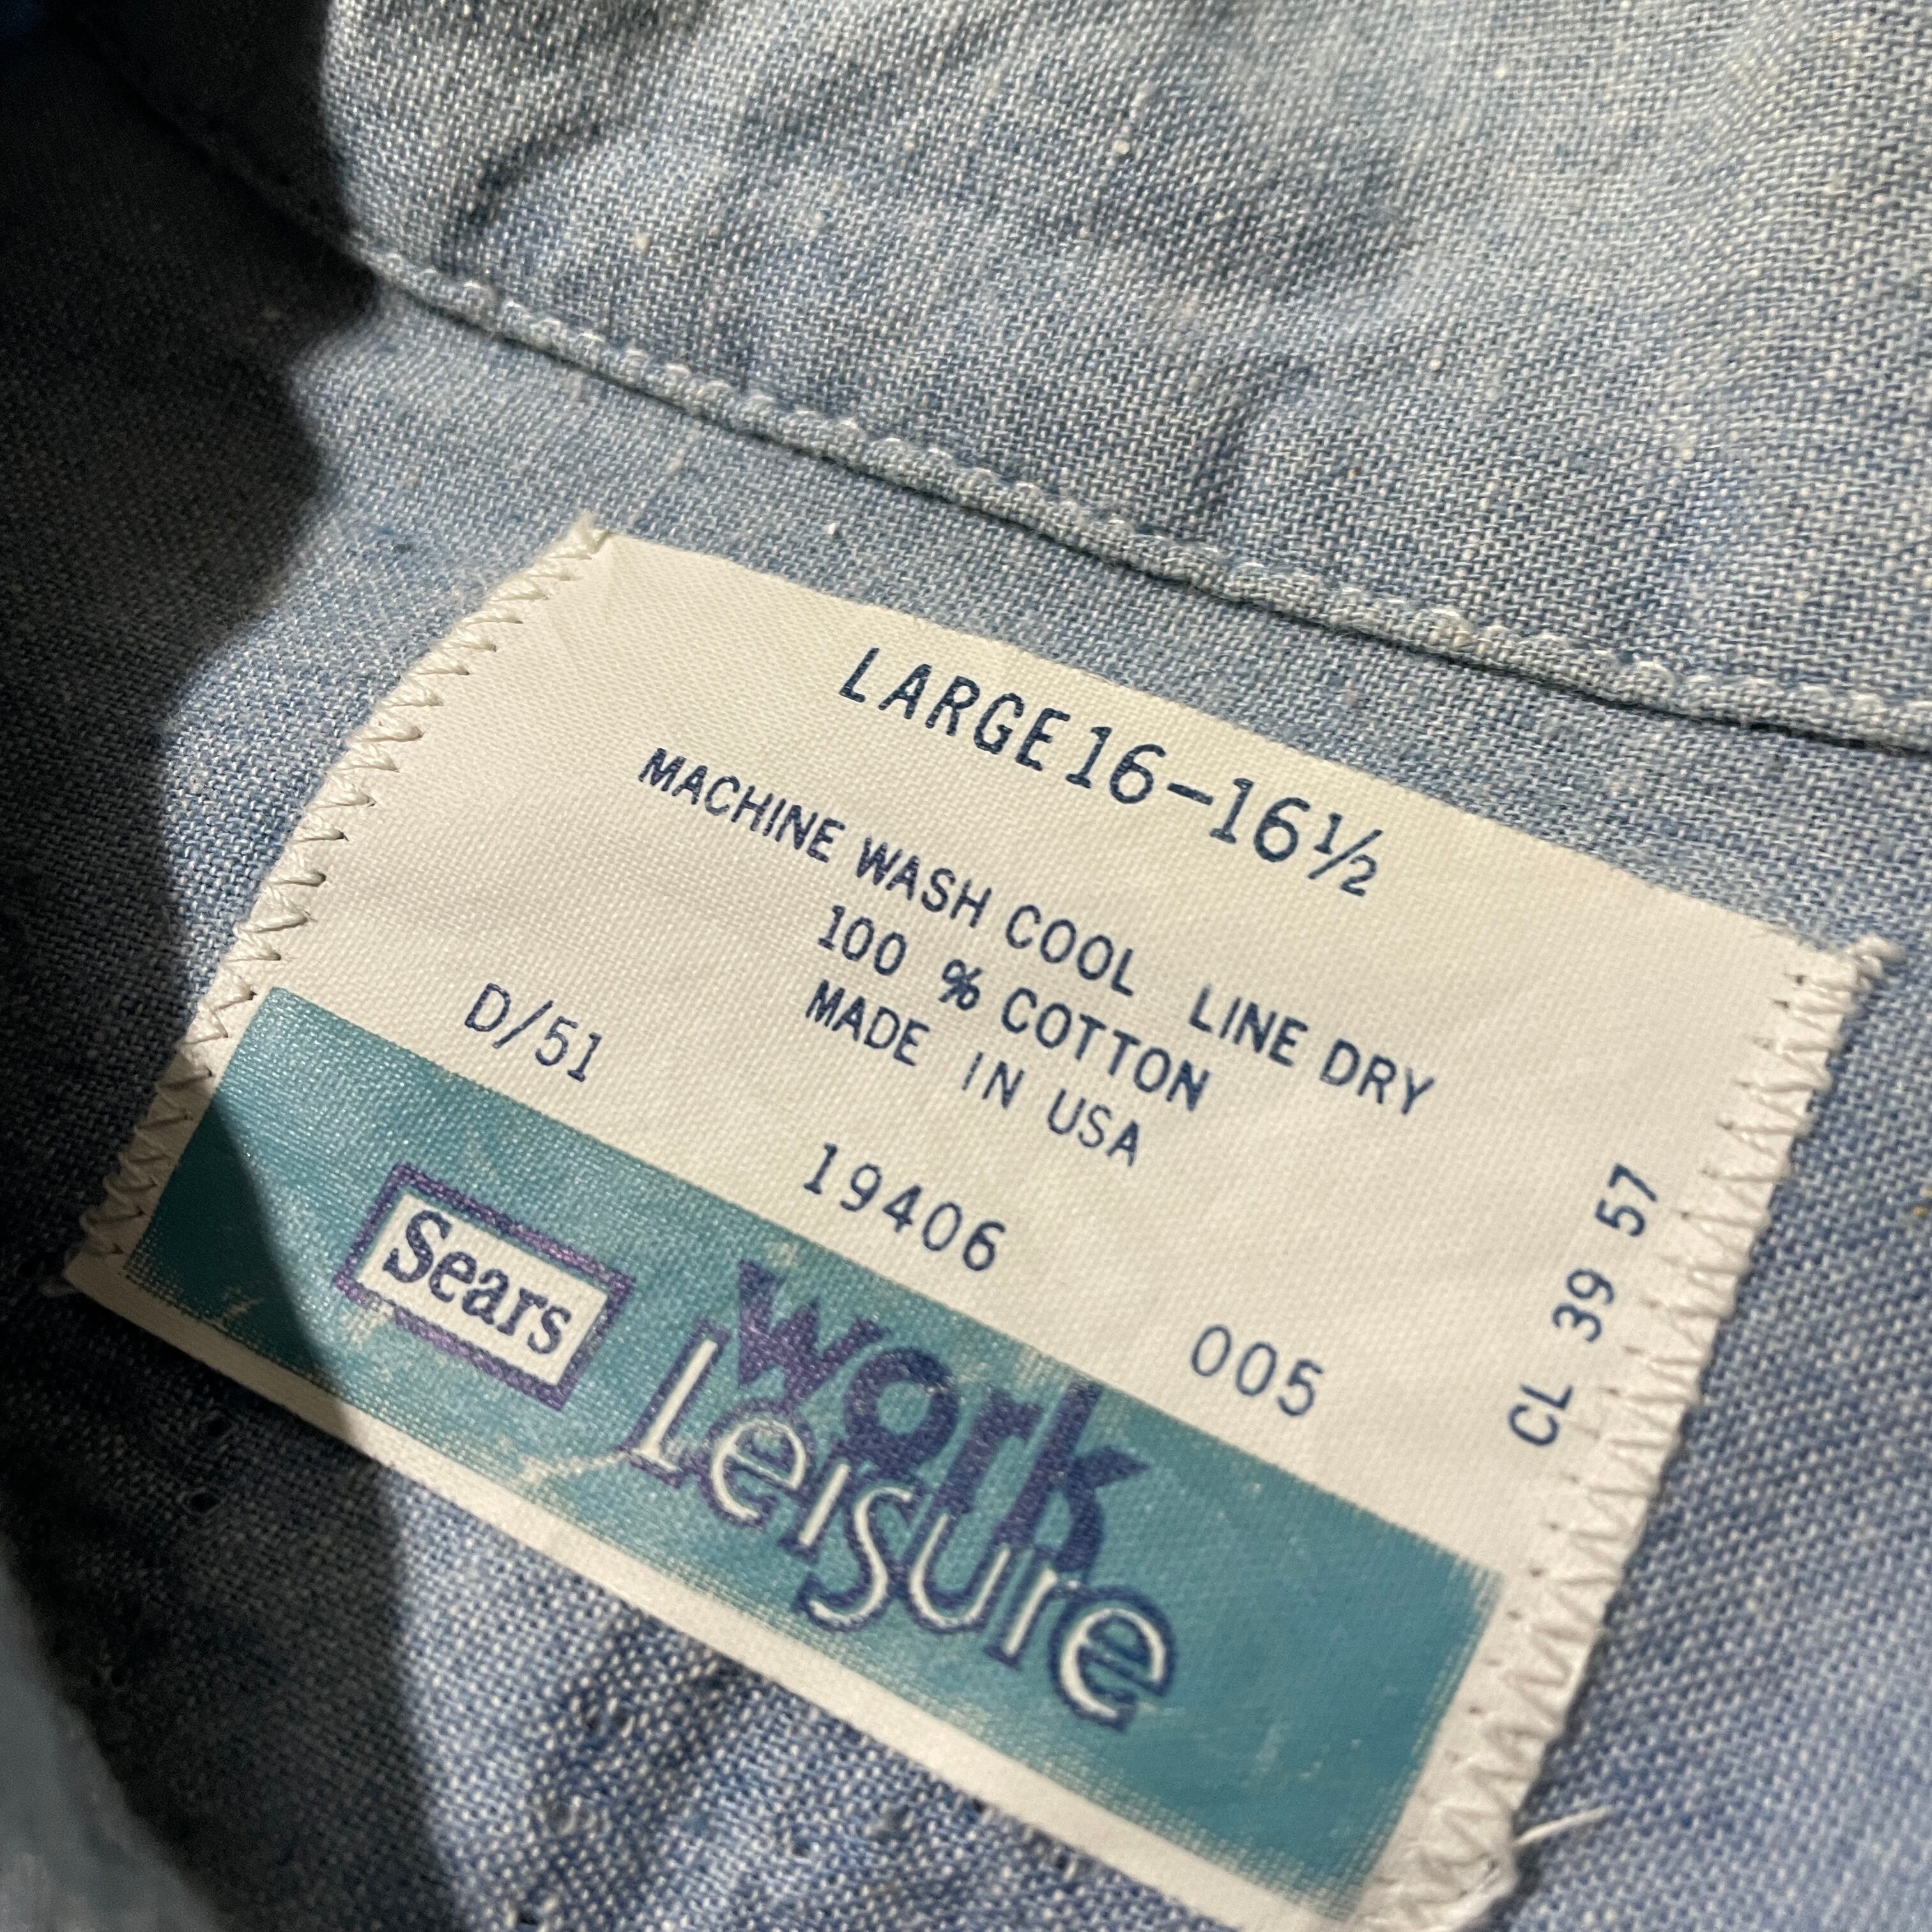 LARGE 16-16½
MACHINE WASH COOL LINE DRY
100 % COTTON
MADE IN USA
D/51
19406
005
CL 39 57
Sears
work
Leisure